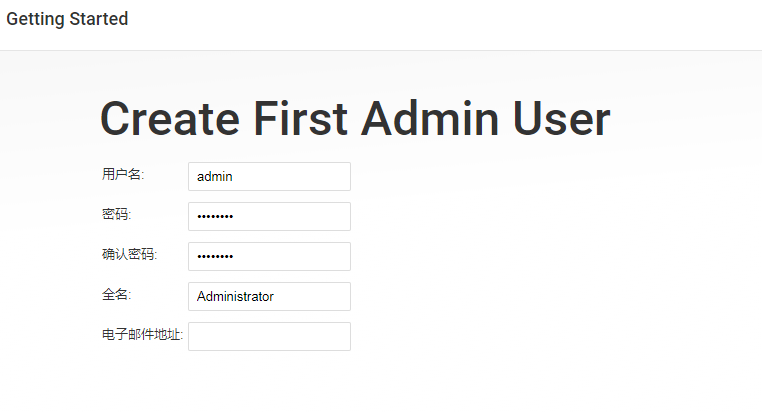 Getting Started
Create First Admin User
用户名: admin
密码: ••••••••
确认密码: ••••••••
全名: Administrator
电子邮件地址: